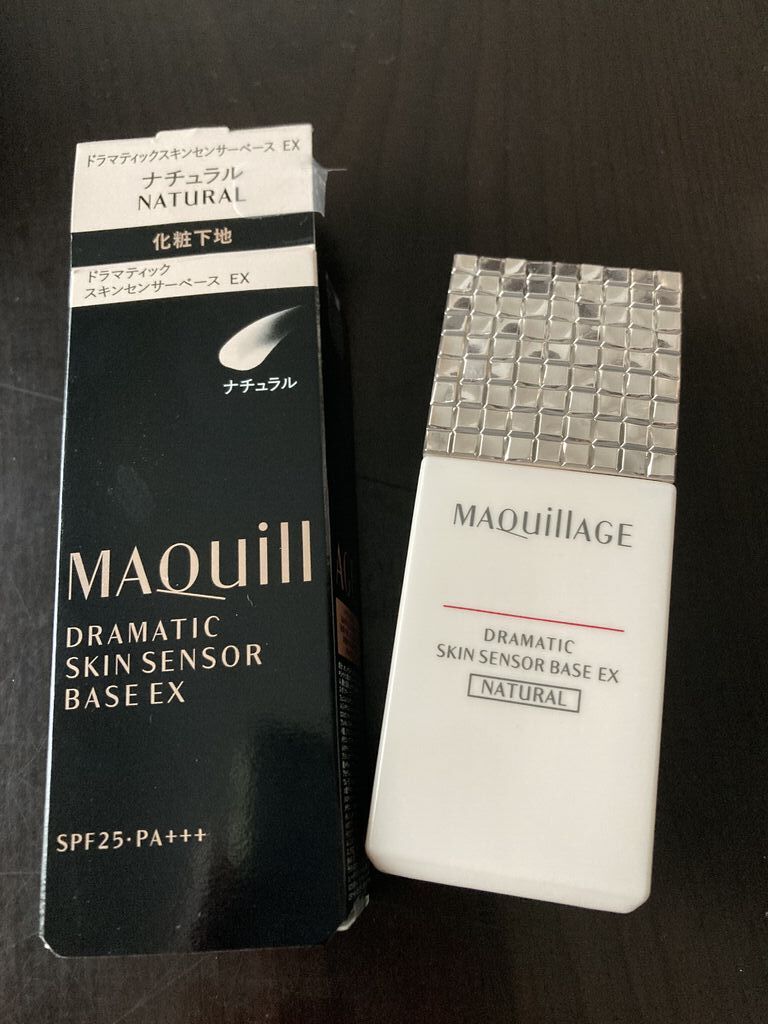 ドラマティックスキンセンサーベース EX
ナチュラル
NATURAL
化粧下地
ドラマティック
スキンセンサーベース EX
ナチュラル
MAQuill
DRAMATIC
SKIN SENSOR
BASE EX
SPF25･PA+++
MAQuillAGE
DRAMATIC
SKIN SENSOR BASE EX
NATURAL